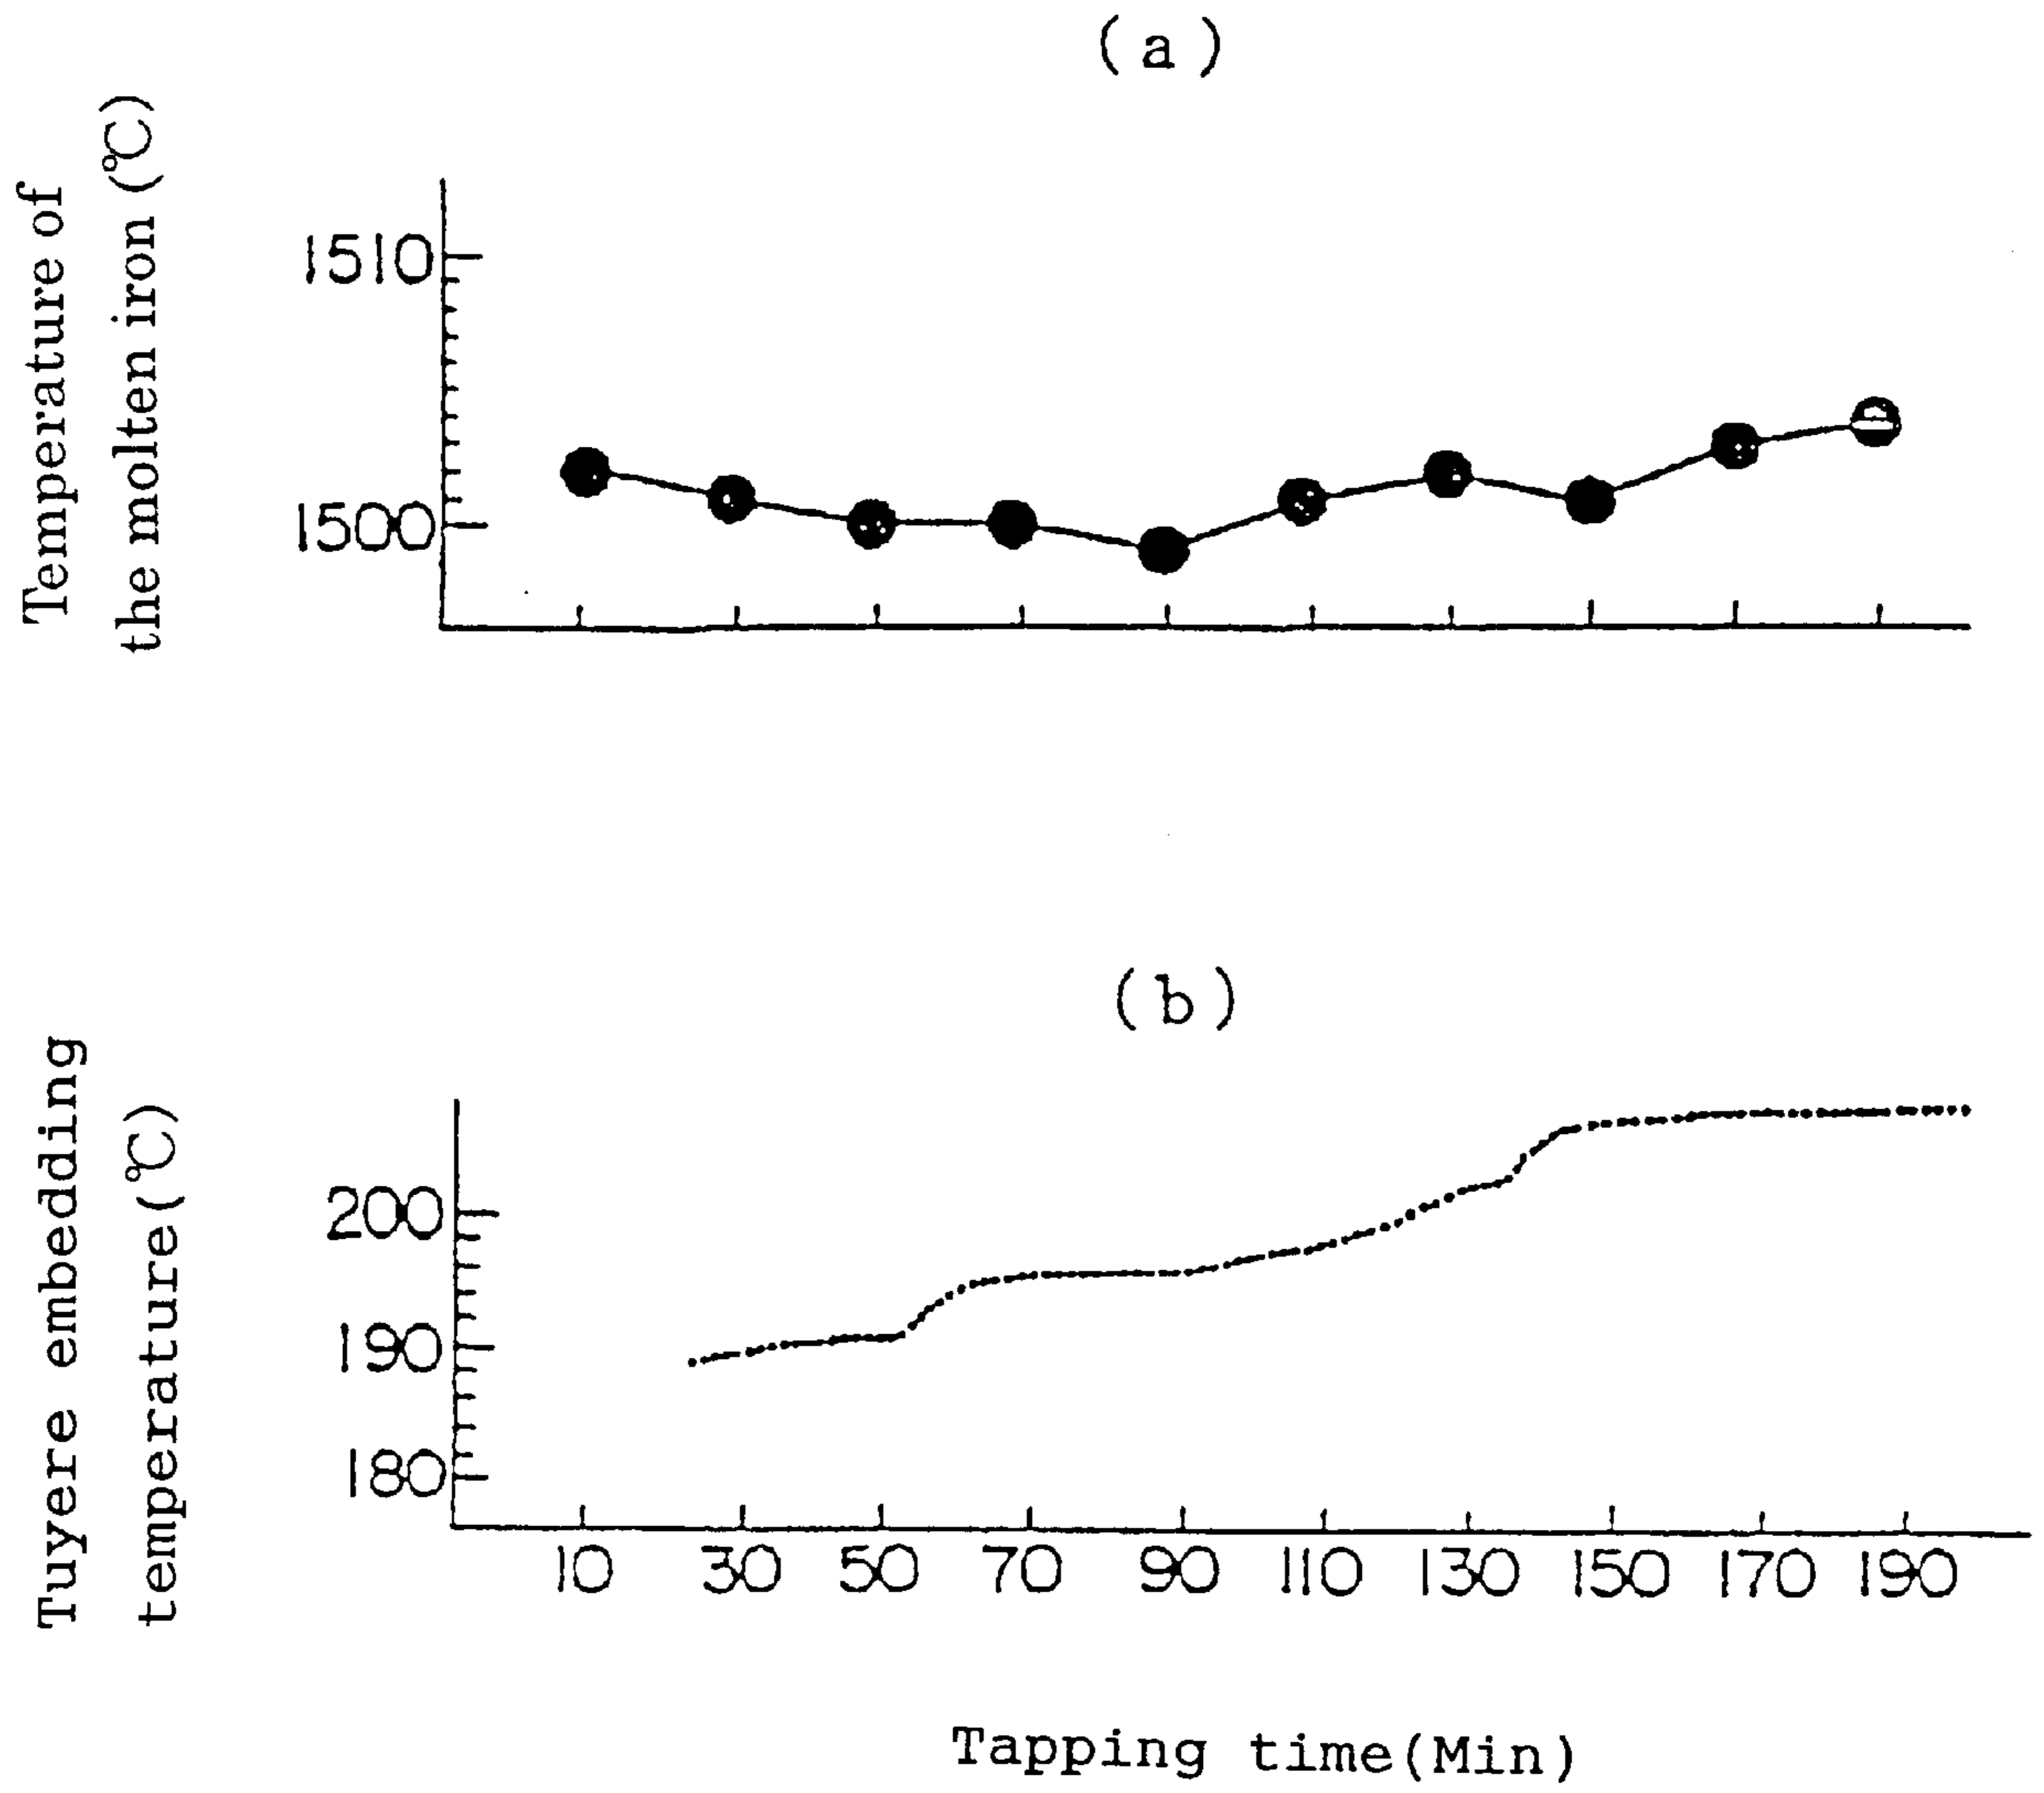 (a)
Temperature of
the molten iron (℃)
1510
1500
(b)
Tuyere embedding
temperature(℃)
200
190
180
10 30 50 70 90 110 130 150 170 190
Tapping time(Min)